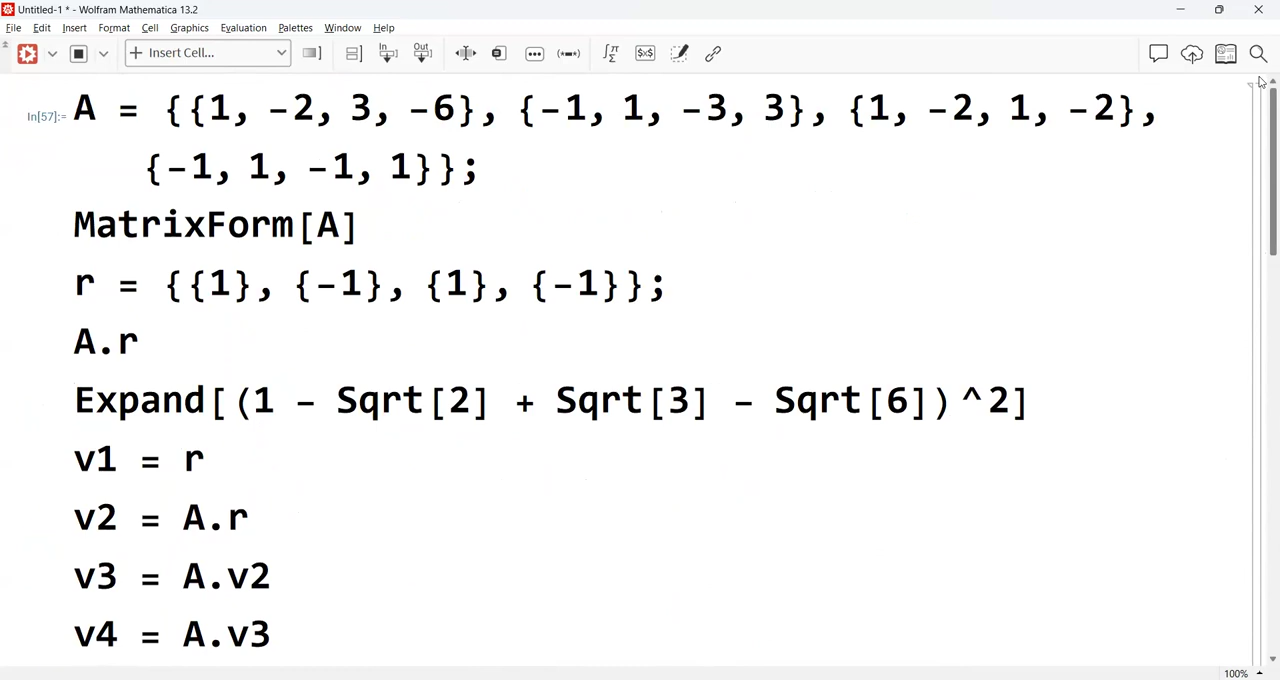 Untitled-1 * - Wolfram Mathematica 13.2
File Edit Insert Format Cell Graphics Evaluation Palettes Window Help
+ Insert Cell... In[] Out[] ∫π Σ $x$
In[57]:= A = {{1, -2, 3, -6}, {-1, 1, -3, 3}, {1, -2, 1, -2},
{-1, 1, -1, 1}};
MatrixForm[A]
r = {{1}, {-1}, {1}, {-1}};
A.r
Expand[(1 - Sqrt[2] + Sqrt[3] - Sqrt[6])^2]
v1 = r
v2 = A.r
v3 = A.v2
v4 = A.v3
100%